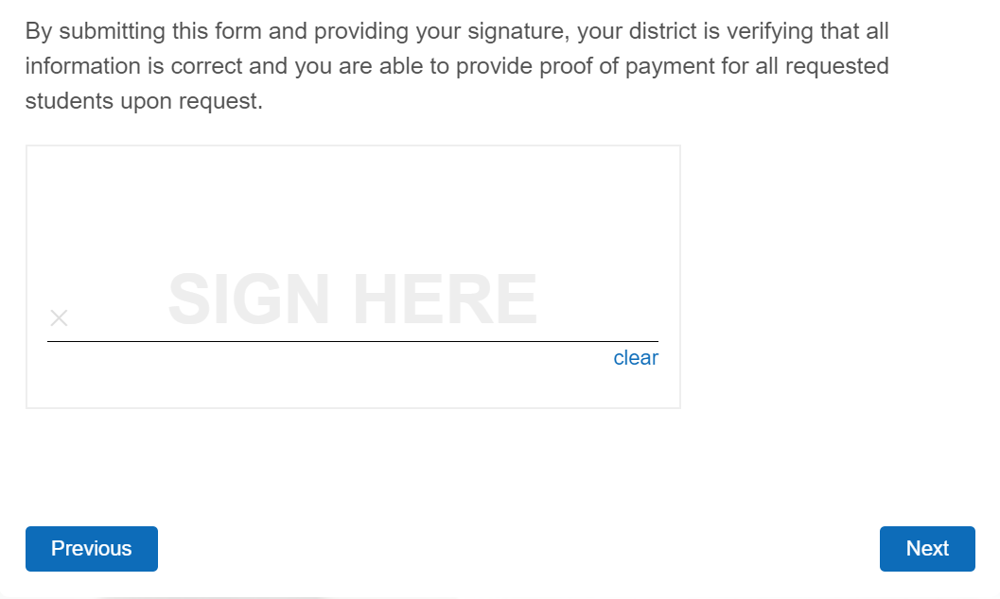 By submitting this form and providing your signature, your district is verifying that all
information is correct and you are able to provide proof of payment for all requested
students upon request.
SIGN HERE
clear
Previous
Next